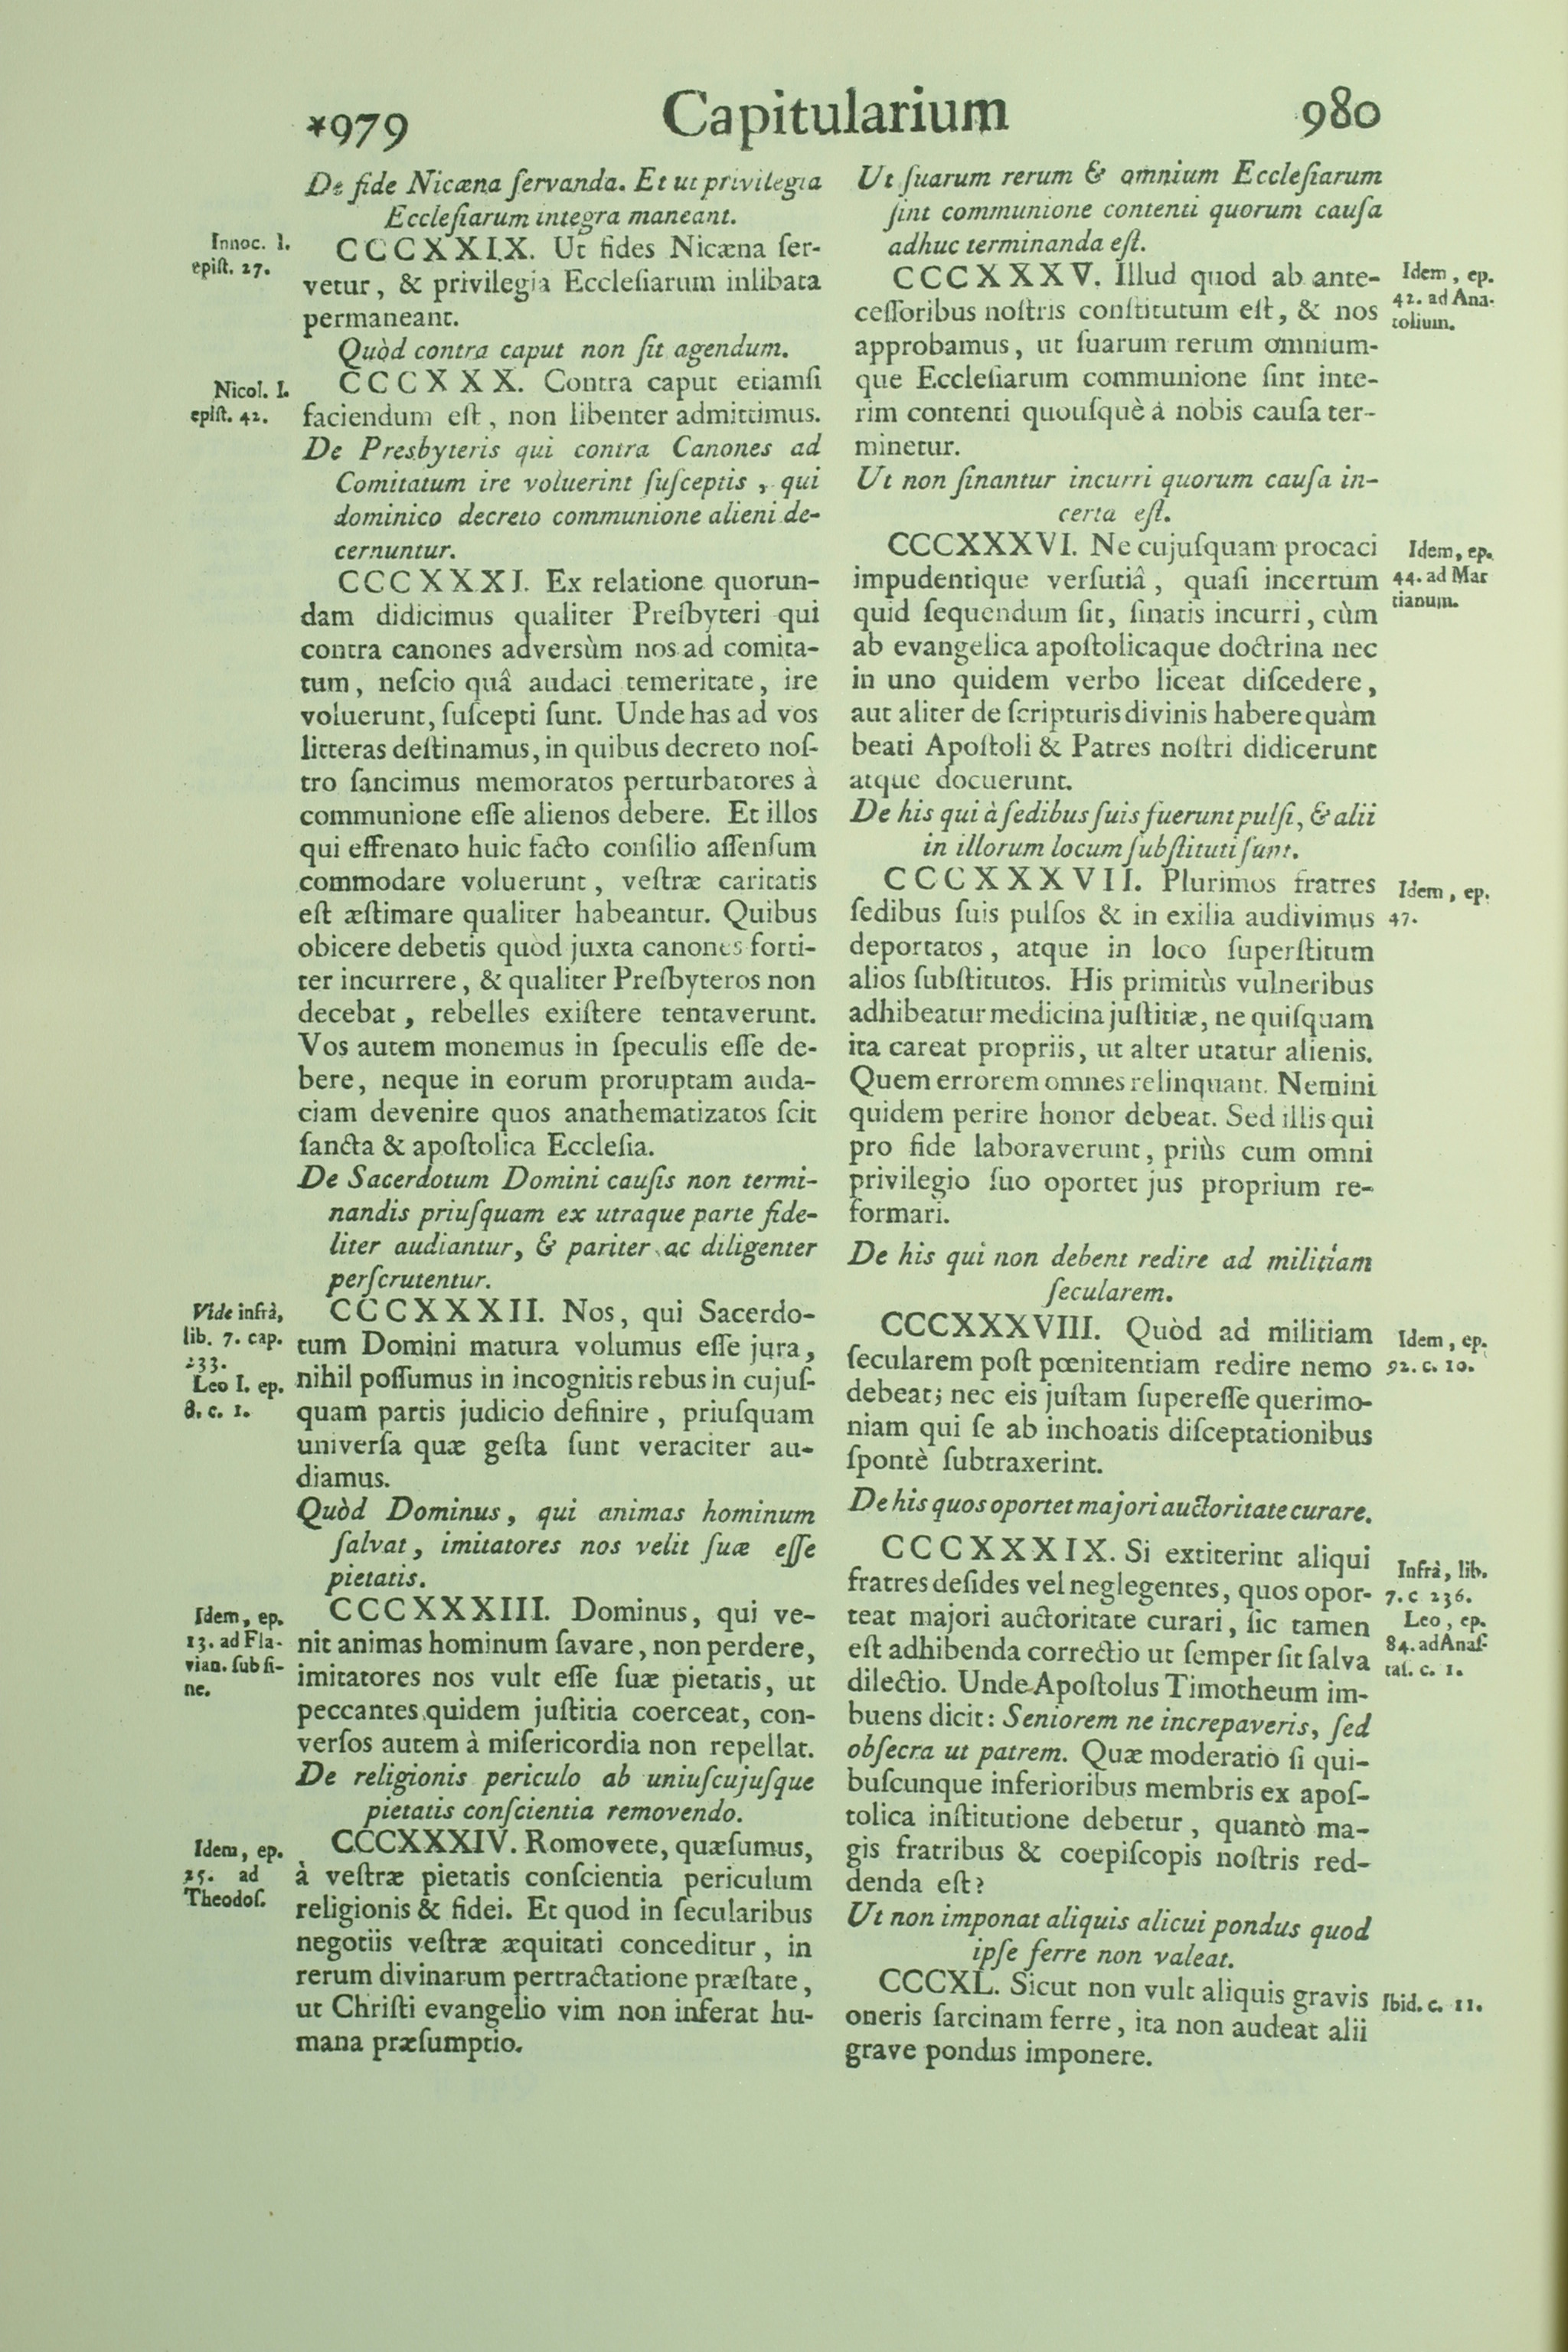 *979 Capitularium 980
De fide Nicæna ſervanda. Et ut privilegia
Eccleſiarum integra maneant.
Innoc. I.
epiſt. 27.
CCCXXIX. Ut fides Nicæna ſer-
vetur, & privilegia Eccleſiarum inlibata
permaneant.
Quòd contra caput non ſit agendum.
Nicol. I.
epiſt. 42.
CCCXXX. Contra caput etiamſi
faciendum eſt, non libenter admittimus.
De Presbyteris qui contra Canones ad
Comitatum ire voluerint ſuſceptis, qui
dominico decreto communione alieni de-
cernuntur.
CCCXXXI. Ex relatione quorun-
dam didicimus qualiter Preſbyteri qui
contra canones adversùm nos ad comita-
tum, neſcio quâ audaci temeritate, ire
voluerunt, ſuſcepti ſunt. Unde has ad vos
litteras deſtinamus, in quibus decreto noſ-
tro ſancimus memoratos perturbatores à
communione eſſe alienos debere. Et illos
qui effrenato huic facto conſilio aſſenſum
commodare voluerunt, veſtræ caritatis
eſt æſtimare qualiter habeantur. Quibus
obicere debetis quòd juxta canones forti-
ter incurrere, & qualiter Preſbyteros non
decebat, rebelles exiſtere tentaverunt.
Vos autem monemus in ſpeculis eſſe de-
bere, neque in eorum proruptam auda-
ciam devenire quos anathematizatos ſcit
ſancta & apoſtolica Eccleſia.
De Sacerdotum Domini cauſis non termi-
nandis priuſquam ex utraque parte fide-
liter audiantur, & pariter ac diligenter
perſcrutentur.
Vide infrà,
lib. 7. cap.
233.
Leo I. ep.
8. c. 1.
CCCXXXII. Nos, qui Sacerdo-
tum Domini matura volumus eſſe jura,
nihil poſſumus in incognitis rebus in cujuſ-
quam partis judicio definire, priuſquam
univerſa quæ geſta ſunt veraciter au-
diamus.
Quòd Dominus, qui animas hominum
ſalvat, imitatores nos velit ſuæ eſſe
pietatis.
Idem, ep.
13. ad Fla-
vian. ſub fi-
ne.
CCCXXXIII. Dominus, qui ve-
nit animas hominum ſavare, non perdere,
imitatores nos vult eſſe ſuæ pietatis, ut
peccantes quidem juſtitia coerceat, con-
verſos autem à miſericordia non repellat.
De religionis periculo ab uniuſcujuſque
pietatis conſcientia removendo.
Idem, ep.
25. ad
Theodoſ.
CCCXXXIV. Romovete, quæſumus,
à veſtræ pietatis conſcientia periculum
religionis & fidei. Et quod in ſecularibus
negotiis veſtræ æquitati conceditur, in
rerum divinarum pertractatione præſtate,
ut Chriſti evangelio vim non inferat hu-
mana præſumptio.
Ut ſuarum rerum & omnium Eccleſiarum
ſint communione contenti quorum cauſa
adhuc terminanda eſt.
CCCXXXV. Illud quod ab ante-
ceſſoribus noſtris conſtitutum eſt, & nos
approbamus, ut ſuarum rerum omnium-
que Eccleſiarum communione ſint inte-
rim contenti quouſquè à nobis cauſa ter-
minetur.
Idem, ep.
42. ad Ana-
tolium.
Ut non ſinantur incurri quorum cauſa in-
certa eſt.
CCCXXXVI. Ne cujuſquam procaci
impudentique verſutiâ, quaſi incertum
quid ſequendum ſit, ſinatis incurri, cùm
ab evangelica apoſtolicaque doctrina nec
in uno quidem verbo liceat diſcedere,
aut aliter de ſcripturis divinis habere quàm
beati Apoſtoli & Patres noſtri didicerunt
atque docuerunt.
Idem, ep.
44. ad Mar
tianum.
De his qui à ſedibus ſuis fuerunt pulſi, & alii
in illorum locum ſubſtituti ſunt.
CCCXXXVII. Plurimos fratres
ſedibus ſuis pulſos & in exilia audivimus
deportatos, atque in loco ſuperſtitum
alios ſubſtitutos. His primitùs vulneribus
adhibeatur medicina juſtitiæ, ne quiſquam
ita careat propriis, ut alter utatur alienis.
Quem errorem omnes relinquant. Nemini
quidem perire honor debeat. Sed illis qui
pro fide laboraverunt, priùs cum omni
privilegio ſuo oportet jus proprium re-
formari.
Idem, ep.
47.
De his qui non debent redire ad militiam
ſecularem.
CCCXXXVIII. Quòd ad militiam
ſecularem poſt pœnitentiam redire nemo
debeat; nec eis juſtam ſupereſſe querimo-
niam qui ſe ab inchoatis diſceptationibus
ſpontè ſubtraxerint.
Idem, ep.
92. c. 10.
De his quos oportet majori auctoritate curare.
CCCXXXIX. Si extiterint aliqui
fratres deſides vel neglegentes, quos opor-
teat majori auctoritate curari, ſic tamen
eſt adhibenda correctio ut ſemper ſit ſalva
dilectio. Unde Apoſtolus Timotheum im-
buens dicit: Seniorem ne increpaveris, ſed
obſecra ut patrem. Quæ moderatio ſi qui-
buſcunque inferioribus membris ex apoſ-
tolica inſtitutione debetur, quantò ma-
gis fratribus & coepiſcopis noſtris red-
denda eſt?
Infrà, lib.
7. c 236.
Leo, ep.
84. ad Anaſ-
taſ. c. 1.
Ut non imponat aliquis alicui pondus quod
ipſe ferre non valeat.
CCCXL. Sicut non vult aliquis gravis
oneris ſarcinam ferre, ita non audeat alii
grave pondus imponere.
Ibid. c. 11.